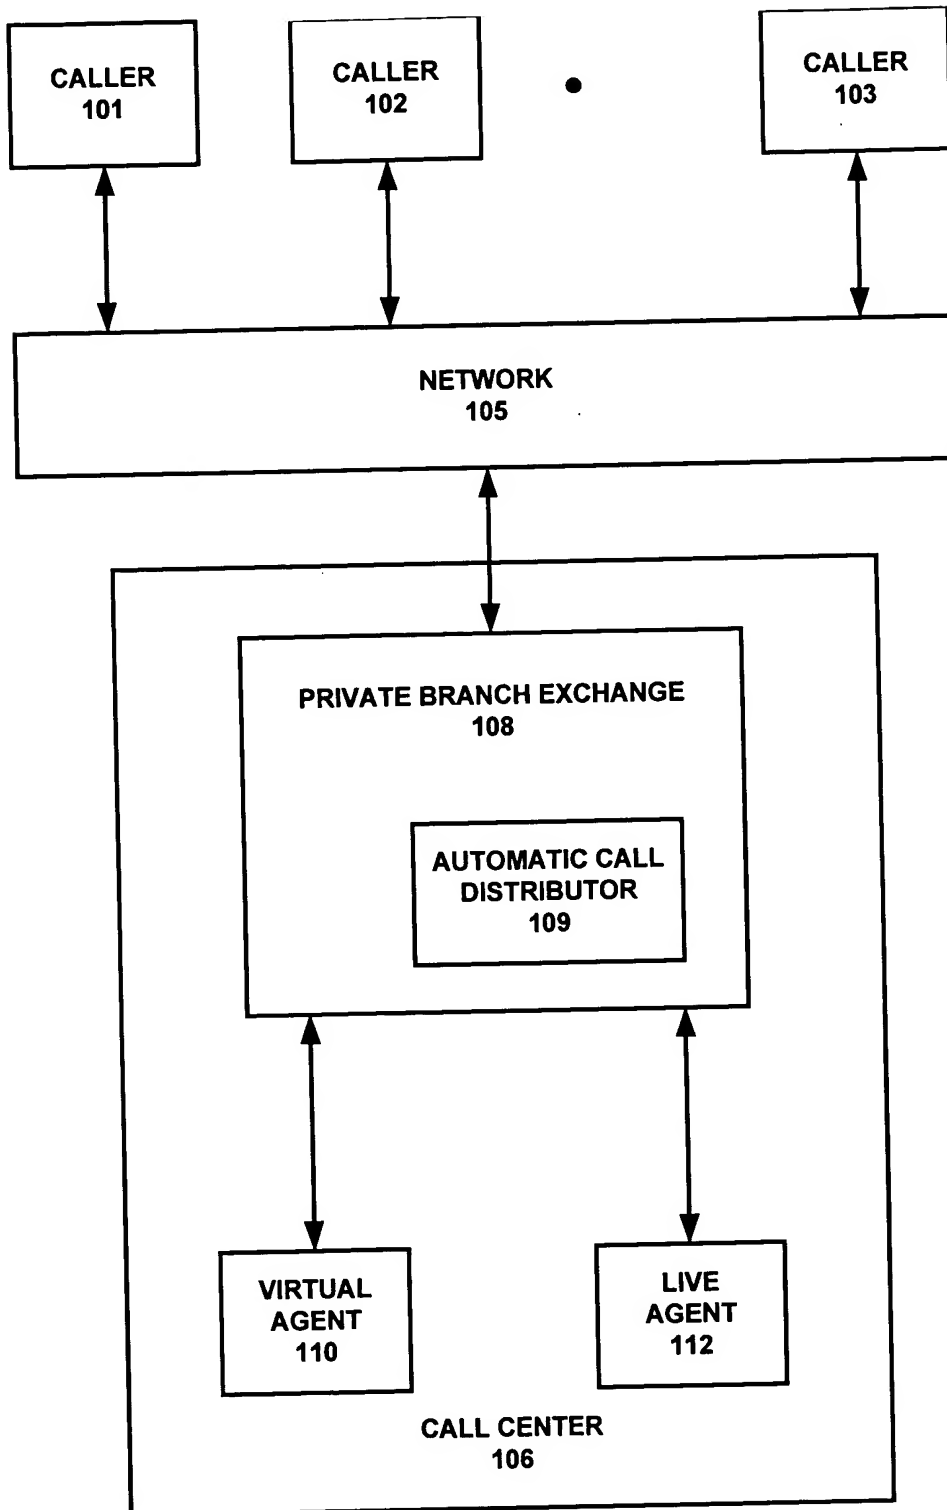 CALLER
101
CALLER
102
CALLER
103
NETWORK
105
PRIVATE BRANCH EXCHANGE
108
AUTOMATIC CALL
DISTRIBUTOR
109
VIRTUAL
AGENT
110
LIVE
AGENT
112
CALL CENTER
106